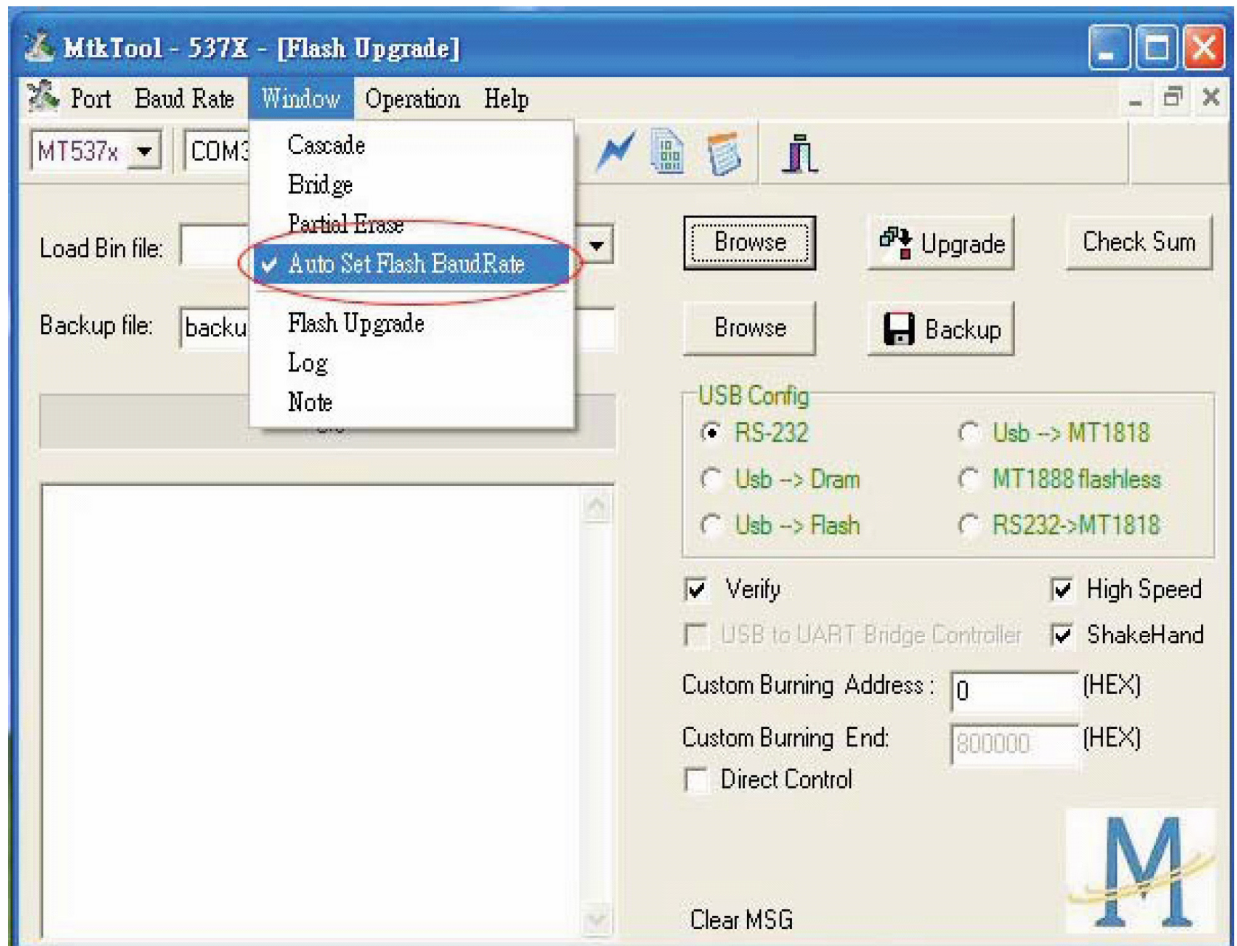 MtkTool - 537X - [Flash Upgrade]
Port Baud Rate Window Operation Help
MT537x COM3
Cascade
Bridge
Partial Erase
Auto Set Flash BaudRate
Flash Upgrade
Log
Note
Load Bin file:
Browse Upgrade Check Sum
Backup file: backu
Browse Backup
USB Config
RS-232 Usb --> MT1818
Usb --> Dram MT1888 flashless
Usb --> Flash RS232->MT1818
Verify High Speed
USB to UART Bridge Controller ShakeHand
Custom Burning Address : 0 (HEX)
Custom Burning End: 800000 (HEX)
Direct Control
M
Clear MSG